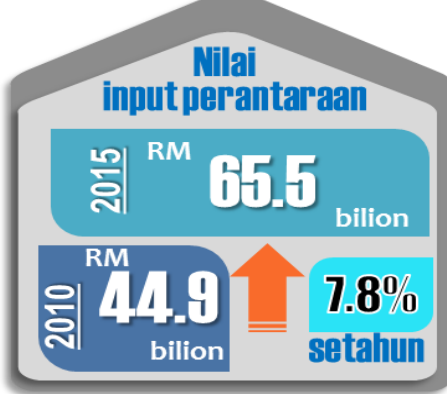 Nilai
input perantaraan
2015
RM
65.5
bilion
2010
RM
44.9
bilion
7.8%
setahun